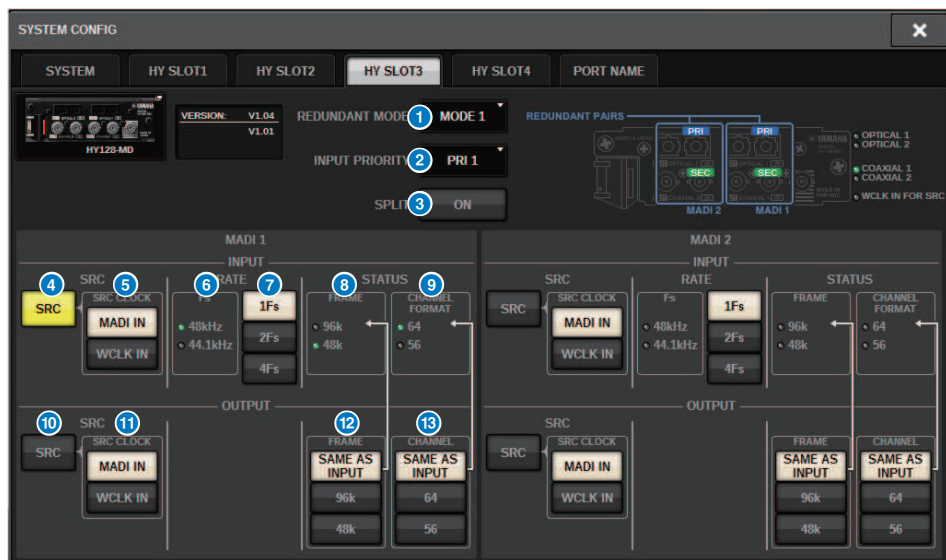 SYSTEM CONFIG
SYSTEM HY SLOT1 HY SLOT2 HY SLOT3 HY SLOT4 PORT NAME
HY128-MD
VERSION: V1.04
V1.01
REDUNDANT MODE 1 MODE 1
INPUT PRIORITY 2 PRI 1
SPLIT 3 ON
REDUNDANT PAIRS
PRI PRI
SEC SEC
MADI 2 MADI 1
YAMAHA
OPTICAL 1
OPTICAL 2
COAXIAL 1
COAXIAL 2
WCLK IN FOR SRC
MADI 1
INPUT
SRC RATE STATUS
4 5 6 7 8 9
SRC SRC CLOCK Fs 1Fs FRAME CHANNEL FORMAT
MADI IN 48kHz 2Fs 96k 64
WCLK IN 44.1kHz 4Fs 48k 56
OUTPUT
10 11 12 13
SRC
SRC SRC CLOCK FRAME CHANNEL
MADI IN SAME AS INPUT SAME AS INPUT
WCLK IN 96k 64
48k 56
MADI 2
INPUT
SRC RATE STATUS
SRC SRC CLOCK Fs 1Fs FRAME CHANNEL FORMAT
MADI IN 48kHz 2Fs 96k 64
WCLK IN 44.1kHz 4Fs 48k 56
OUTPUT
SRC
SRC SRC CLOCK FRAME CHANNEL
MADI IN SAME AS INPUT SAME AS INPUT
WCLK IN 96k 64
48k 56